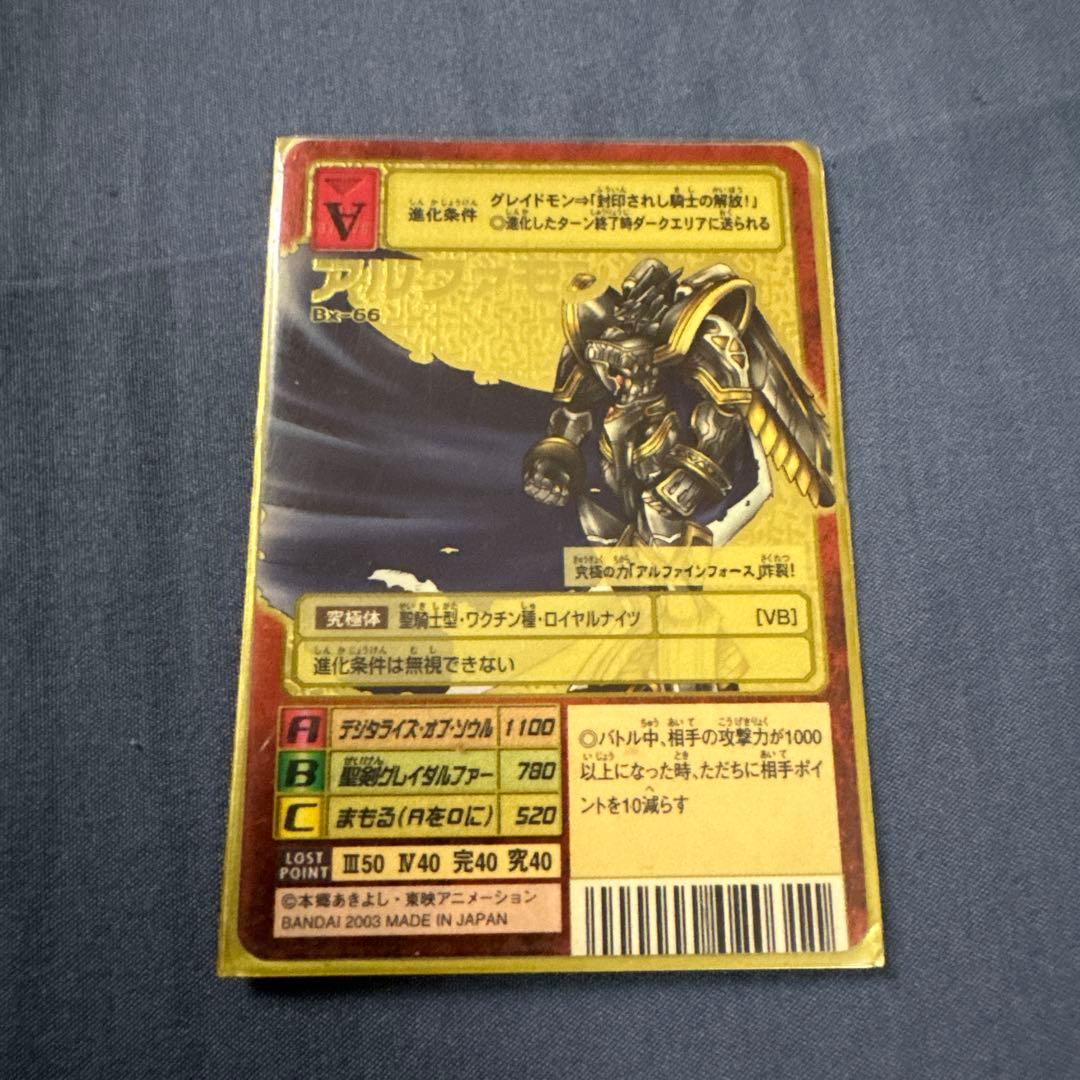 A
進化条件 グレイドモン⇒「封印されし騎士の解放!」
◎進化したターン終了時ダークエリアに送られる
アルファモン
Bx-66
究極の力「アルファインフォース」炸裂!
究極体 聖騎士型・ワクチン種・ロイヤルナイツ [VB]
進化条件は無視できない
A デジタライズ・オブ・ソウル 1100
B 聖剣グレイダルファー 780
C まもる(Aを0に) 520
LOST POINT Ⅲ50 Ⅳ40 完40 究40
◎バトル中、相手の攻撃力が1000
以上になった時、ただちに相手ポイ
ントを10減らす
©本郷あきよし・東映アニメーション
BANDAI 2003 MADE IN JAPAN